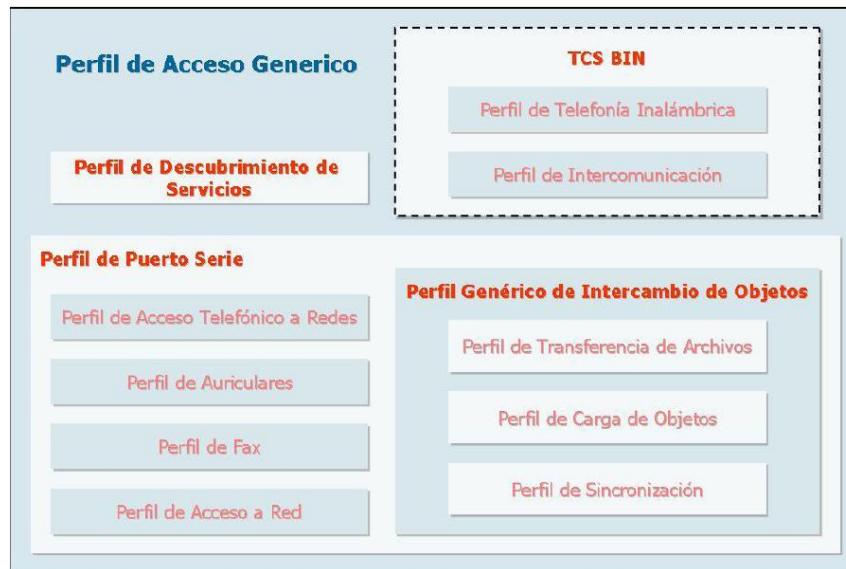 Perfil de Acceso Generico
TCS BIN
Perfil de Telefonía Inalámbrica
Perfil de Intercomunicación
Perfil de Descubrimiento de
Servicios
Perfil de Puerto Serie
Perfil de Acceso Telefónico a Redes
Perfil de Auriculares
Perfil de Fax
Perfil de Acceso a Red
Perfil Genérico de Intercambio de Objetos
Perfil de Transferencia de Archivos
Perfil de Carga de Objetos
Perfil de Sincronización